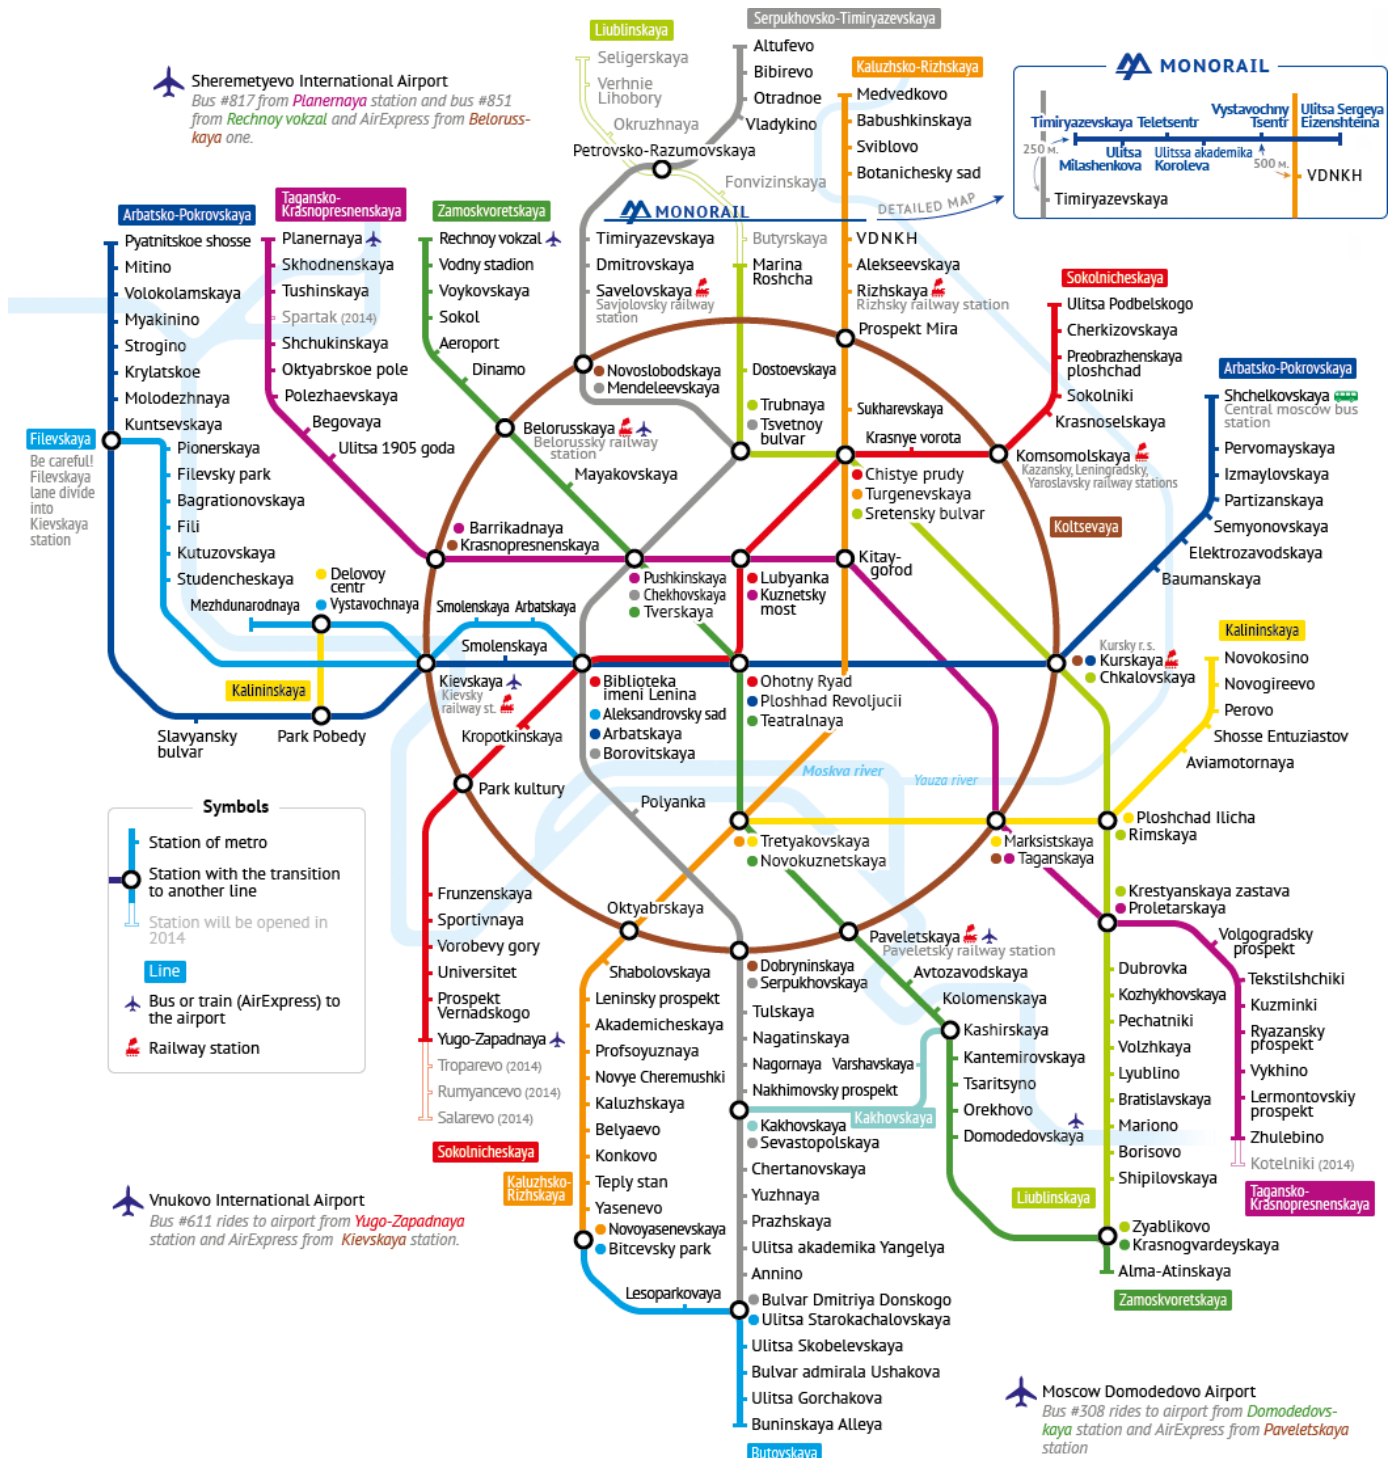 Serpukhovsko-Timiryazevskaya
Altufevo
Bibirevo
Otradnoe
Vladykino
Petrovsko-Razumovskaya
Liublinskaya
Seligerskaya
Verhnie
Lihobory
Okruzhnaya
Fonvizinskaya
Butyrskaya
Marina
Roshcha
Kaluzhsko-Rizhskaya
Medvedkovo
Babushkinskaya
Sviblovo
Botanichesky sad
VDNKH
Alekseevskaya
Rizhskaya
Rizhsky railway station
Prospekt Mira
MONORAIL
Timiryazevskaya
Teletsentr
Vystavochny
Tsentr
Ulitsa Sergeya
Eizenshteina
250 м.
Ulitsa
Milashenkova
Ulitssa akademika
Koroleva
500 м.
VDNKH
Timiryazevskaya
DETAILED MAP
MONORAIL
Sheremetyevo International Airport
Bus #817 from Planernaya station and bus #851
from Rechnoy vokzal and AirExpress from Beloruss-
kaya one.
Arbatsko-Pokrovskaya
Pyatnitskoe shosse
Mitino
Volokolamskaya
Myakinino
Strogino
Krylatskoe
Molodezhnaya
Kuntsevskaya
Tagansko-
Krasnopresnenskaya
Planernaya
Skhodnenskaya
Tushinskaya
Spartak (2014)
Shchukinskaya
Oktyabrskoe pole
Polezhaevskaya
Begovaya
Ulitsa 1905 goda
Zamoskvoretskaya
Rechnoy vokzal
Vodny stadion
Voykovskaya
Sokol
Aeroport
Dinamo
Belorusskaya
Belorussky railway
station
Mayakovskaya
Timiryazevskaya
Dmitrovskaya
Savelovskaya
Savjolovsky railway
station
Novoslobodskaya
Mendeleevskaya
Dostoevskaya
Trubnaya
Tsvetnoy
bulvar
Sukharevskaya
Krasnye vorota
Chistye prudy
Turgenevskaya
Sretensky bulvar
Sokolnicheskaya
Ulitsa Podbelskogo
Cherkizovskaya
Preobrazhenskaya
ploshchad
Sokolniki
Krasnoselskaya
Komsomolskaya
Kazansky, Leningradsky,
Yaroslavsky railway stations
Arbatsko-Pokrovskaya
Shchelkovskaya
Central moscow bus
station
Pervomayskaya
Izmaylovskaya
Partizanskaya
Semyonovskaya
Elektrozavodskaya
Baumanskaya
Koltsevaya
Filevskaya
Be careful!
Filevskaya
lane divide
into
Kievskaya
station
Pionerskaya
Filevsky park
Bagrationovskaya
Fili
Kutuzovskaya
Studencheskaya
Mezhdunarodnaya
Delovoy
centr
Vystavochnaya
Barrikadnaya
Krasnopresnenskaya
Pushkinskaya
Chekhovskaya
Tverskaya
Lubyanka
Kuznetsky
most
Kitay-
gorod
Smolenskaya
Arbatskaya
Smolenskaya
Kalininskaya
Kievskaya
Kievsky
railway st.
Slavyansky
bulvar
Park Pobedy
Kropotkinskaya
Biblioteka
imeni Lenina
Aleksandrovsky sad
Arbatskaya
Borovitskaya
Ohotny Ryad
Ploshhad Revoljucii
Teatralnaya
Kursky r. s.
Kurskaya
Chkalovskaya
Kalininskaya
Novokosino
Novogireevo
Perovo
Shosse Entuziastov
Aviamotornaya
Moskva river
Yauza river
Park kultury
Polyanka
Tretyakovskaya
Novokuznetskaya
Marksistskaya
Taganskaya
Ploshchad Ilicha
Rimskaya
Symbols
Station of metro
Station with the transition
to another line
Station will be opened in
2014
Line
Bus or train (AirExpress) to
the airport
Railway station
Frunzenskaya
Sportivnaya
Vorobevy gory
Universitet
Prospekt
Vernadskogo
Yugo-Zapadnaya
Troparevo (2014)
Rumyancevo (2014)
Salarevo (2014)
Sokolnicheskaya
Oktyabrskaya
Shabolovskaya
Leninsky prospekt
Akademicheskaya
Profsoyuznaya
Novye Cheremushki
Kaluzhskaya
Belyaevo
Konkovo
Teply stan
Yasenevo
Novoyasenevskaya
Bitcevsky park
Kaluzhsko-
Rizhskaya
Lesoparkovaya
Dobryninskaya
Serpukhovskaya
Tulskaya
Nagatinskaya
Nagornaya
Varshavskaya
Nakhimovsky prospekt
Kakhovskaya
Kakhovskaya
Sevastopolskaya
Chertanovskaya
Yuzhnaya
Prazhskaya
Ulitsa akademika Yangelya
Annino
Bulvar Dmitriya Donskogo
Ulitsa Starokachalovskaya
Ulitsa Skobelevskaya
Bulvar admirala Ushakova
Ulitsa Gorchakova
Buninskaya Alleya
Butovskaya
Paveletskaya
Paveletsky railway station
Avtozavodskaya
Kolomenskaya
Kashirskaya
Kantemirovskaya
Tsaritsyno
Orekhovo
Domodedovskaya
Krestyanskaya zastava
Proletarskaya
Dubrovka
Kozhykhovskaya
Pechatniki
Volzhkaya
Lyublino
Bratislavskaya
Mariono
Borisovo
Shipilovskaya
Liublinskaya
Zyablikovo
Krasnogvardeyskaya
Alma-Atinskaya
Zamoskvoretskaya
Volgogradsky
prospekt
Tekstilshchiki
Kuzminki
Ryazansky
prospekt
Vykhino
Lermontovskiy
prospekt
Zhulebino
Kotelniki (2014)
Tagansko-
Krasnopresnenskaya
Vnukovo International Airport
Bus #611 rides to airport from Yugo-Zapadnaya
station and AirExpress from Kievskaya station.
Moscow Domodedovo Airport
Bus #308 rides to airport from Domodedovs-
kaya station and AirExpress from Paveletskaya
station